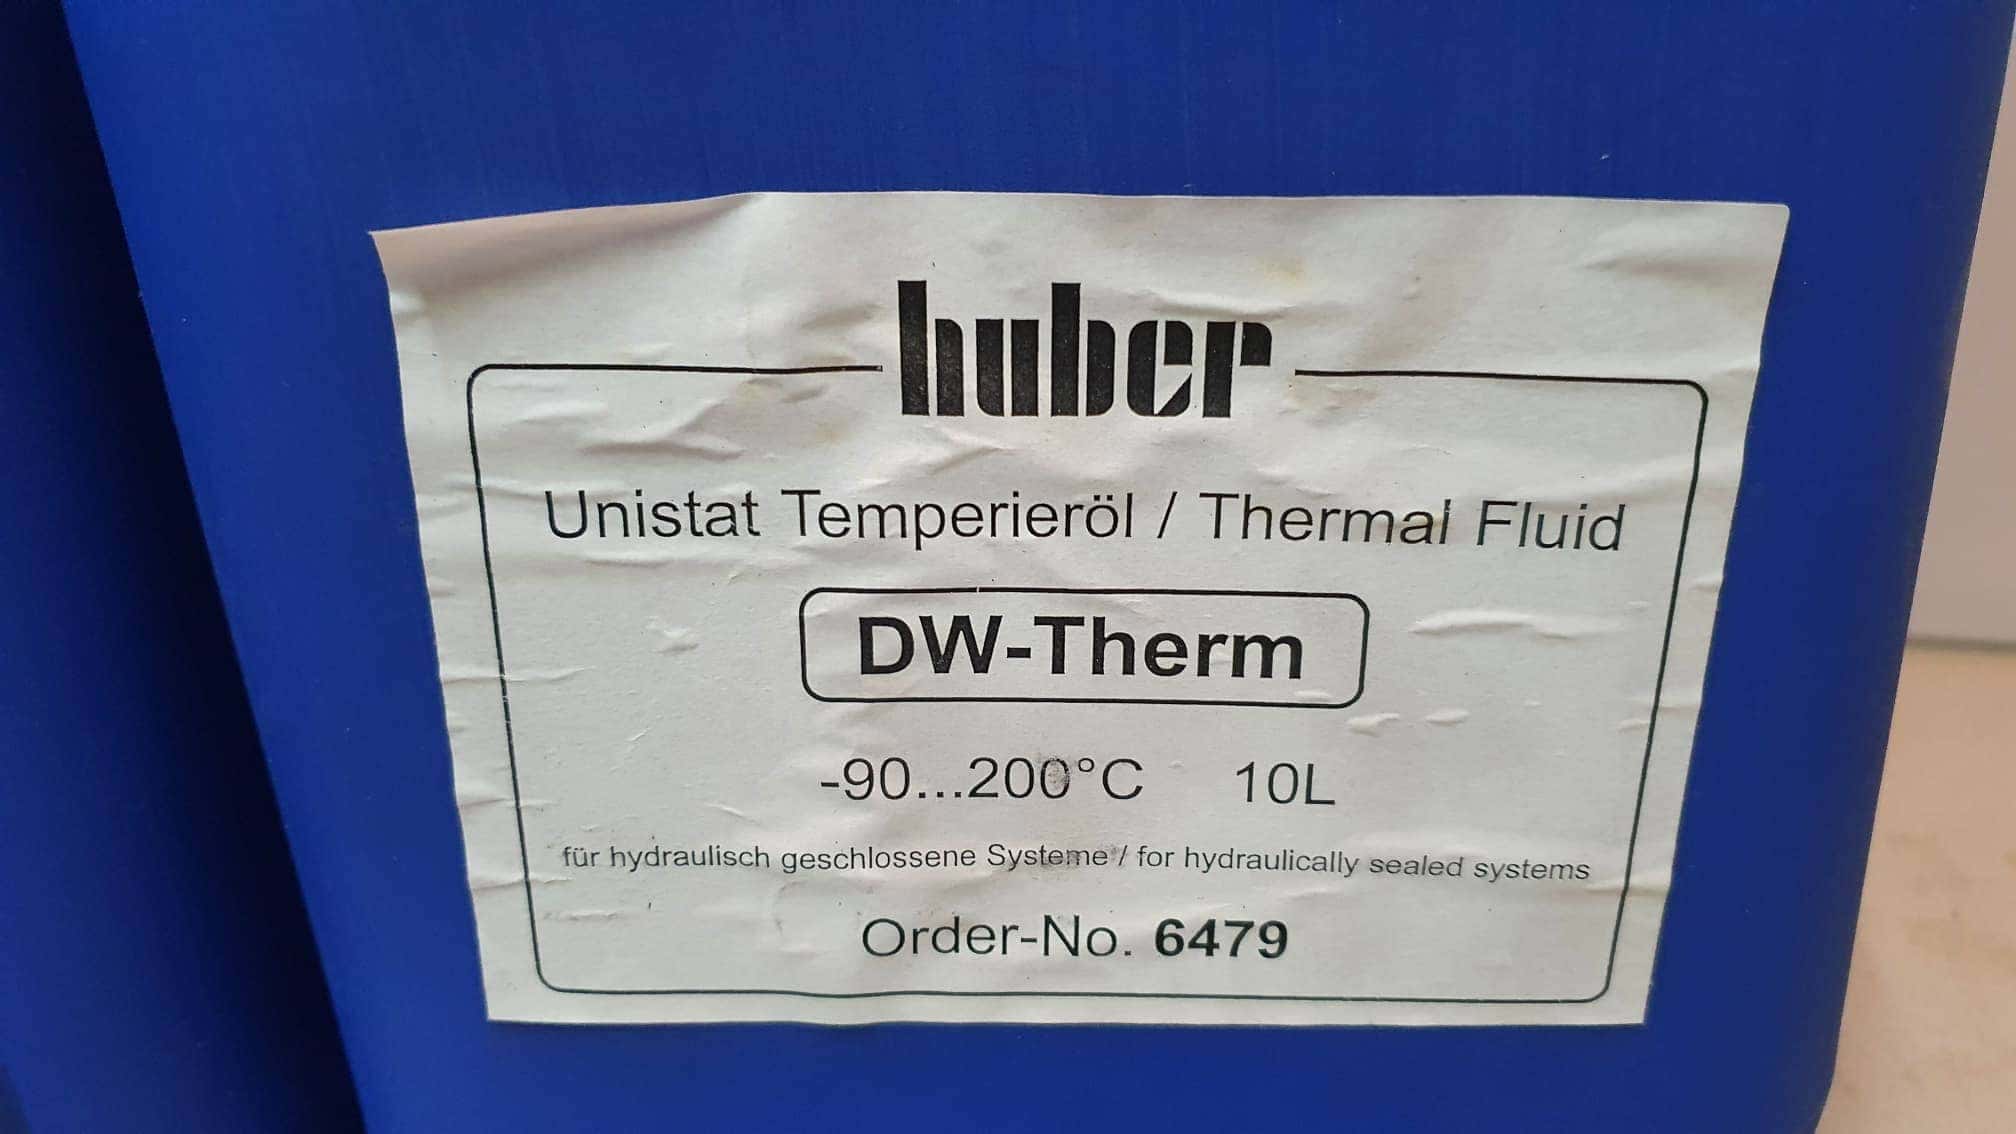 huber
Unistat Temperieröl / Thermal Fluid
DW-Therm
-90...200°C 10L
für hydraulisch geschlossene Systeme / for hydraulically sealed systems
Order-No. 6479